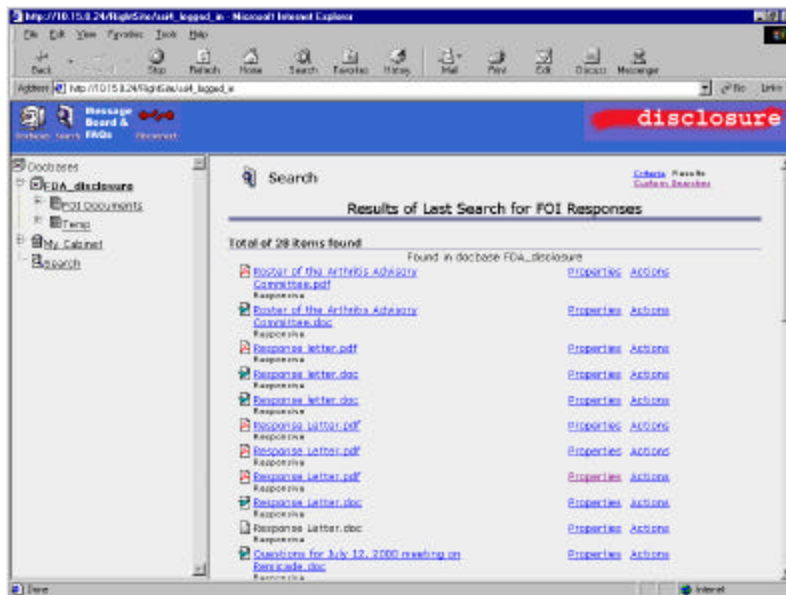 http://10.15.8.24/RightSite/
logged_in - Microsoft Internet Explorer
File Edit View Favorites Tools Help
Back Stop Refresh Home Search Favorites History Mail Print Edit Discuss Messenger
Address http://10.15.8.24/RightSite/
Go Links
Message
Board &
FAQs
Docbases Search Disconnect
disclosure
Docbases
FDA_disclosure
FOI Documents
Temp
My Cabinet
Search
Search
Criteria Results
Custom Searches
Results of Last Search for FOI Responses
Total of 28 items found
Found in docbase FDA_disclosure
Roster of the Arthritis Advisory Properties Actions
Committee.pdf
Responsive
Roster of the Arthritis Advisory Properties Actions
Committee.doc
Responsive
Response letter.pdf Properties Actions
Responsive
Response letter.doc Properties Actions
Responsive
Response letter.doc Properties Actions
Responsive
Response Letter.pdf Properties Actions
Responsive
Response Letter.pdf Properties Actions
Responsive
Response Letter.pdf Properties Actions
Responsive
Response Letter.doc Properties Actions
Responsive
Response Letter.doc Properties Actions
Responsive
Questions for July 12, 2000 meeting on Properties Actions
Remicade.doc
Responsive
Done
Internet